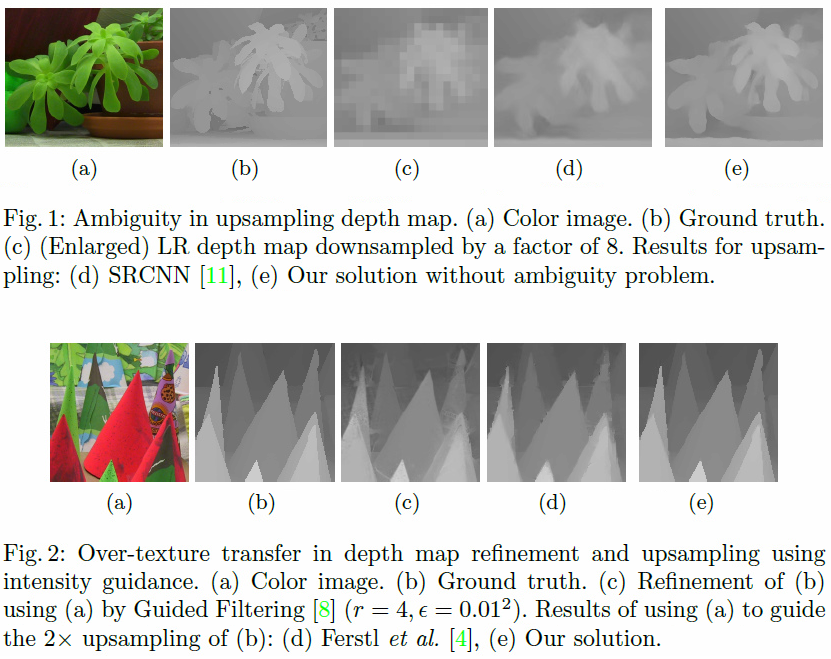 (a) (b) (c) (d) (e)
Fig. 1: Ambiguity in upsampling depth map. (a) Color image. (b) Ground truth.
(c) (Enlarged) LR depth map downsampled by a factor of 8. Results for upsam-
pling: (d) SRCNN [11], (e) Our solution without ambiguity problem.
(a) (b) (c) (d) (e)
Fig. 2: Over-texture transfer in depth map refinement and upsampling using
intensity guidance. (a) Color image. (b) Ground truth. (c) Refinement of (b)
using (a) by Guided Filtering [8] (r = 4, ϵ = 0.01²). Results of using (a) to guide
the 2× upsampling of (b): (d) Ferstl et al. [4], (e) Our solution.